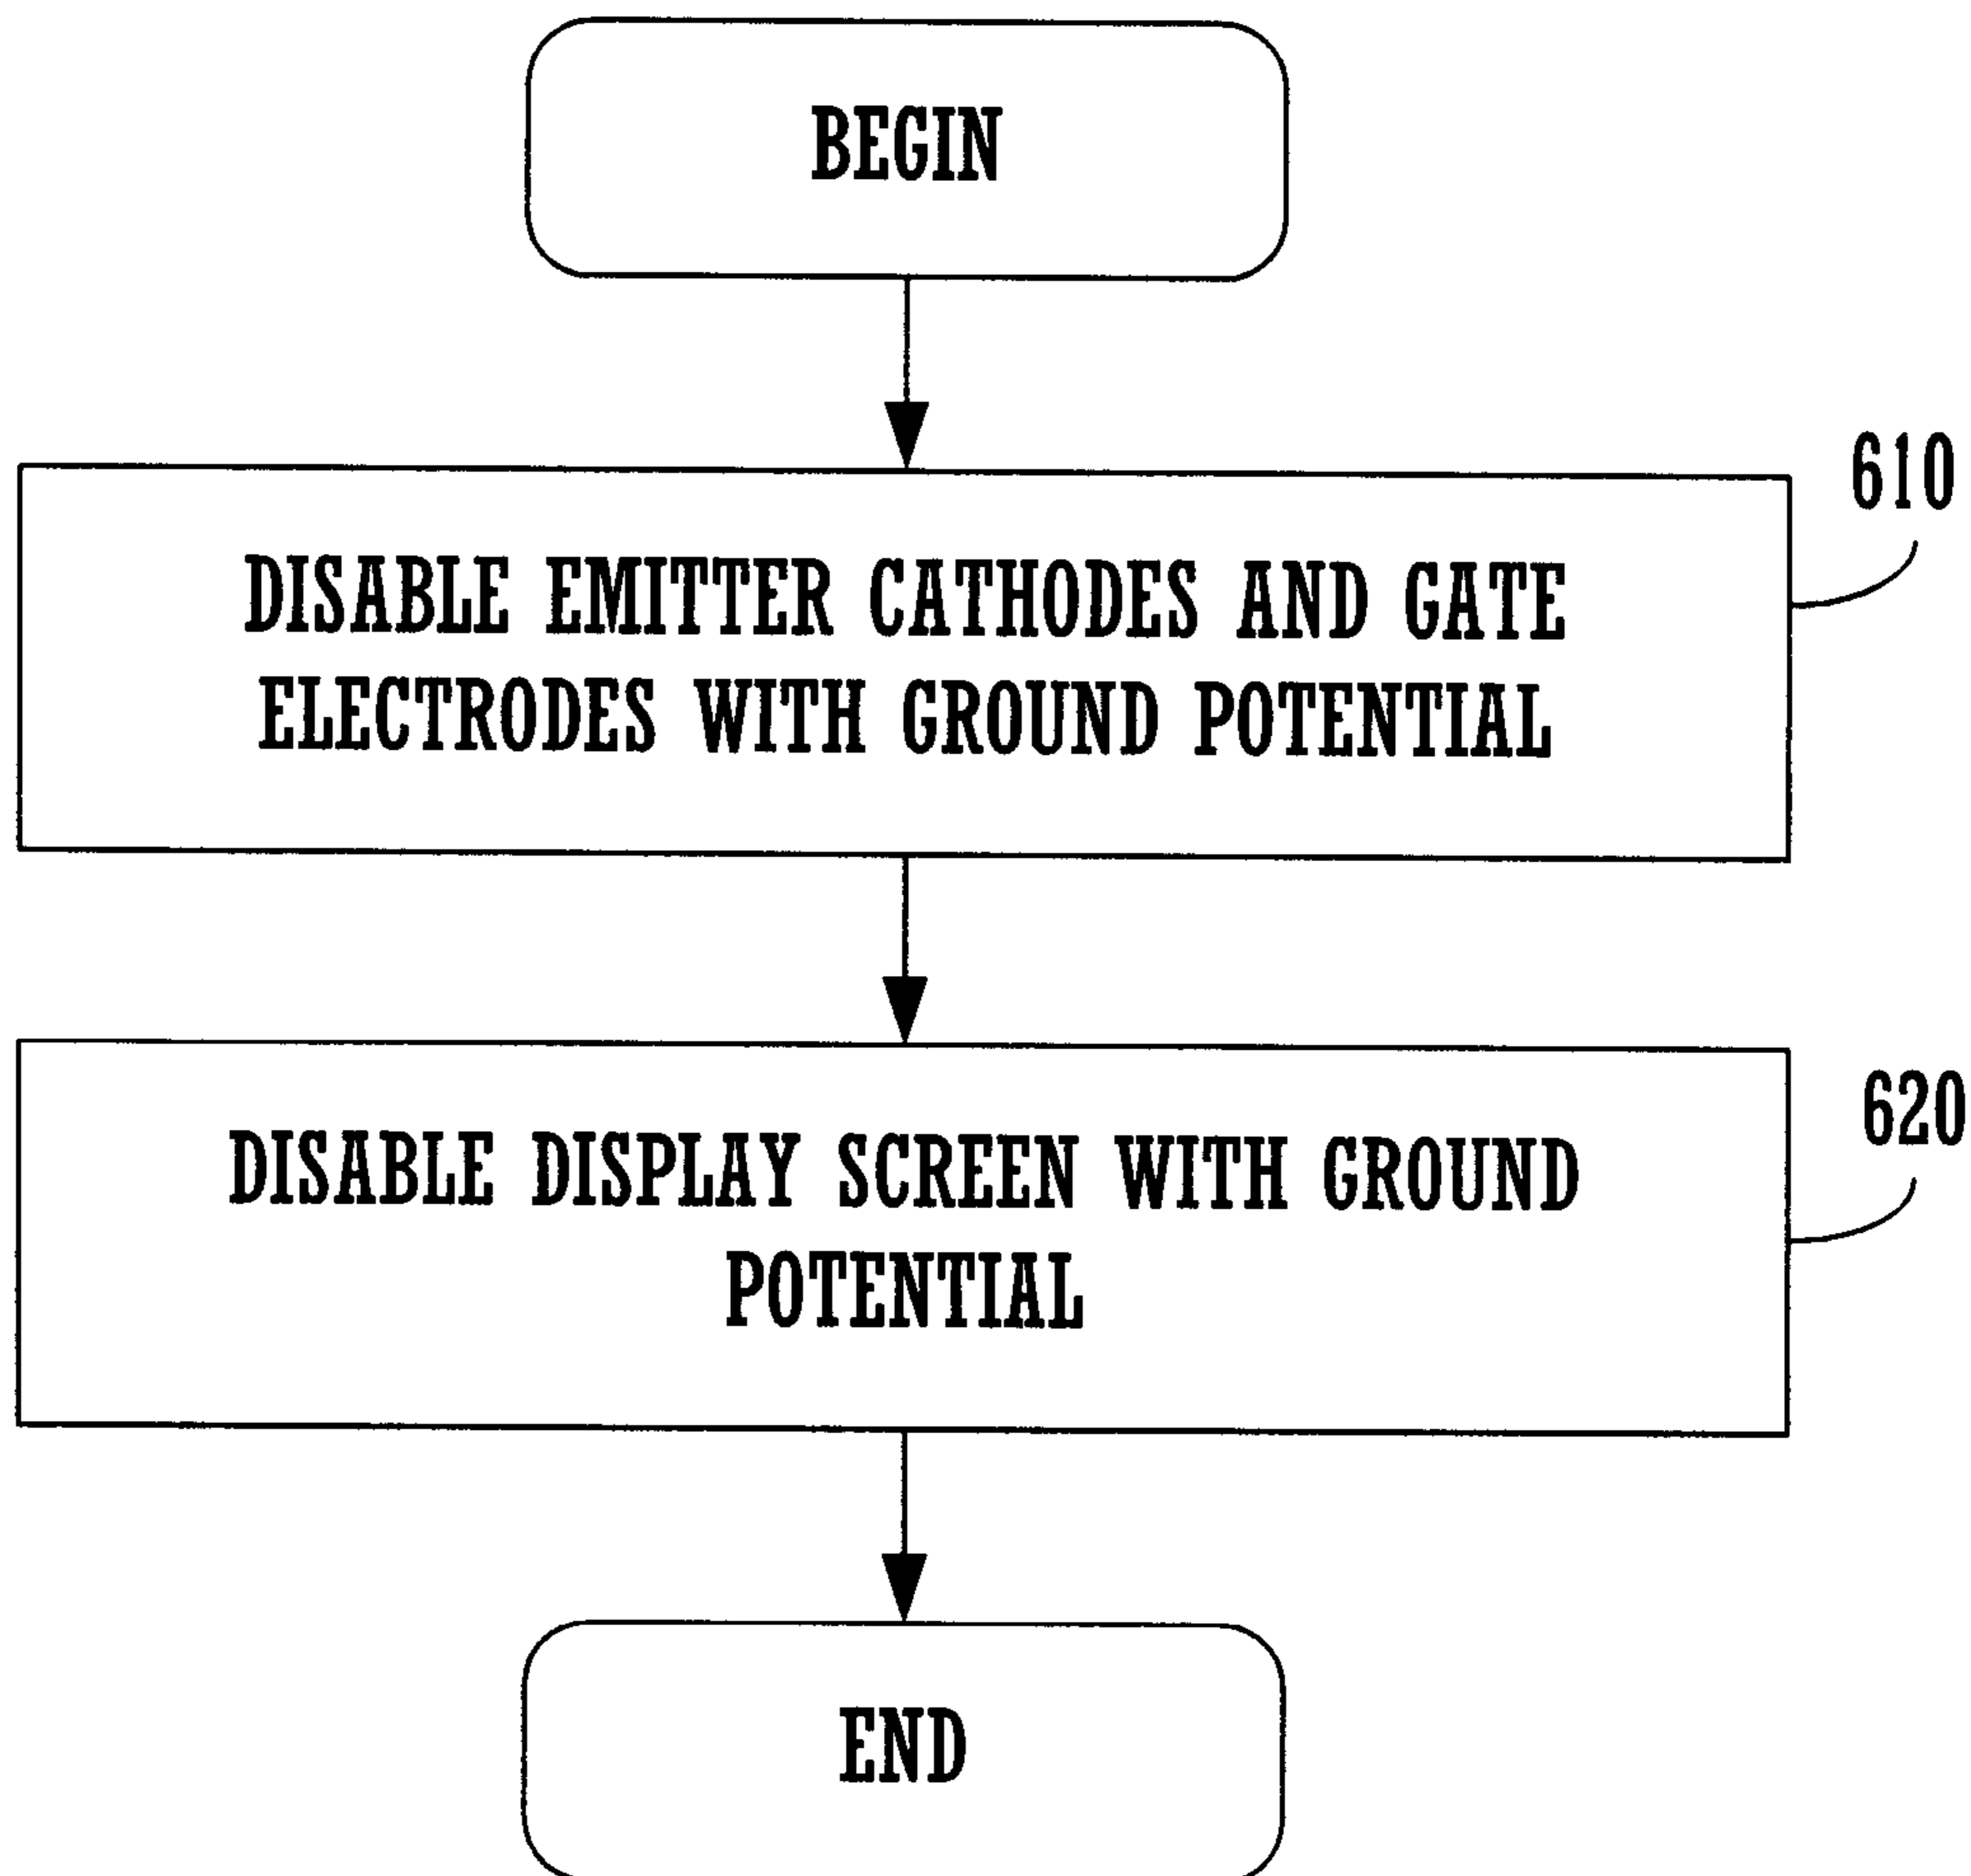 BEGIN
610
DISABLE EMITTER CATHODES AND GATE
ELECTRODES WITH GROUND POTENTIAL
620
DISABLE DISPLAY SCREEN WITH GROUND
POTENTIAL
END